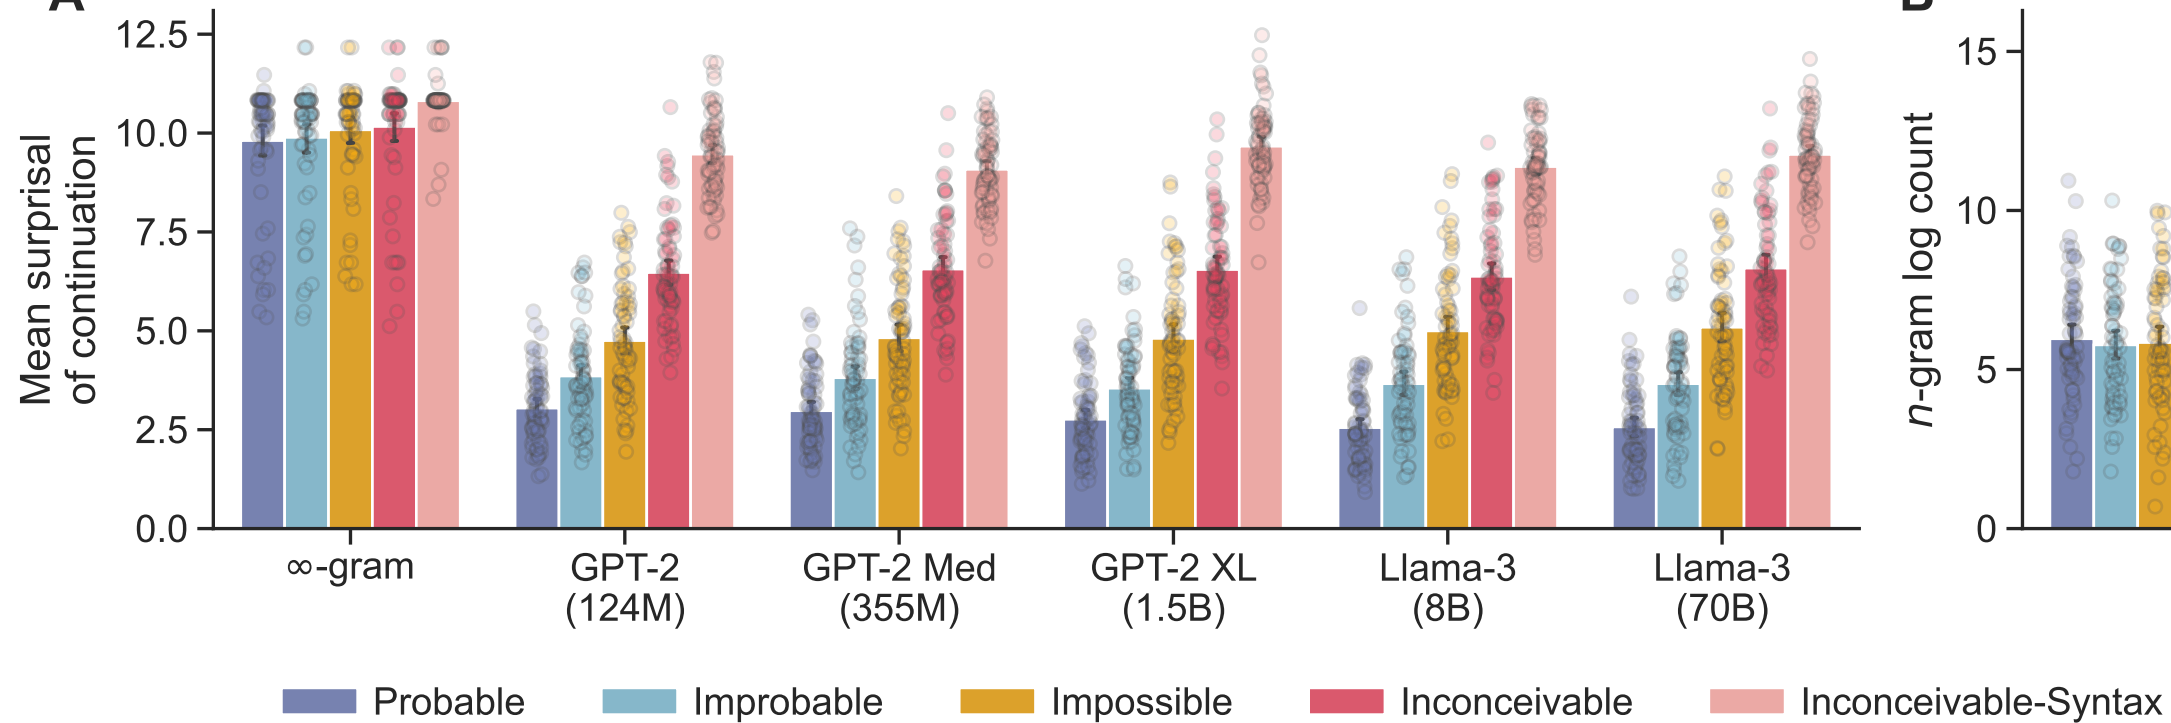 A
B
Mean surprisal
of continuation
12.5
10.0
7.5
5.0
2.5
0.0
∞-gram
GPT-2
(124M)
GPT-2 Med
(355M)
GPT-2 XL
(1.5B)
Llama-3
(8B)
Llama-3
(70B)
n-gram log count
15
10
5
0
Probable
Improbable
Impossible
Inconceivable
Inconceivable-Syntax